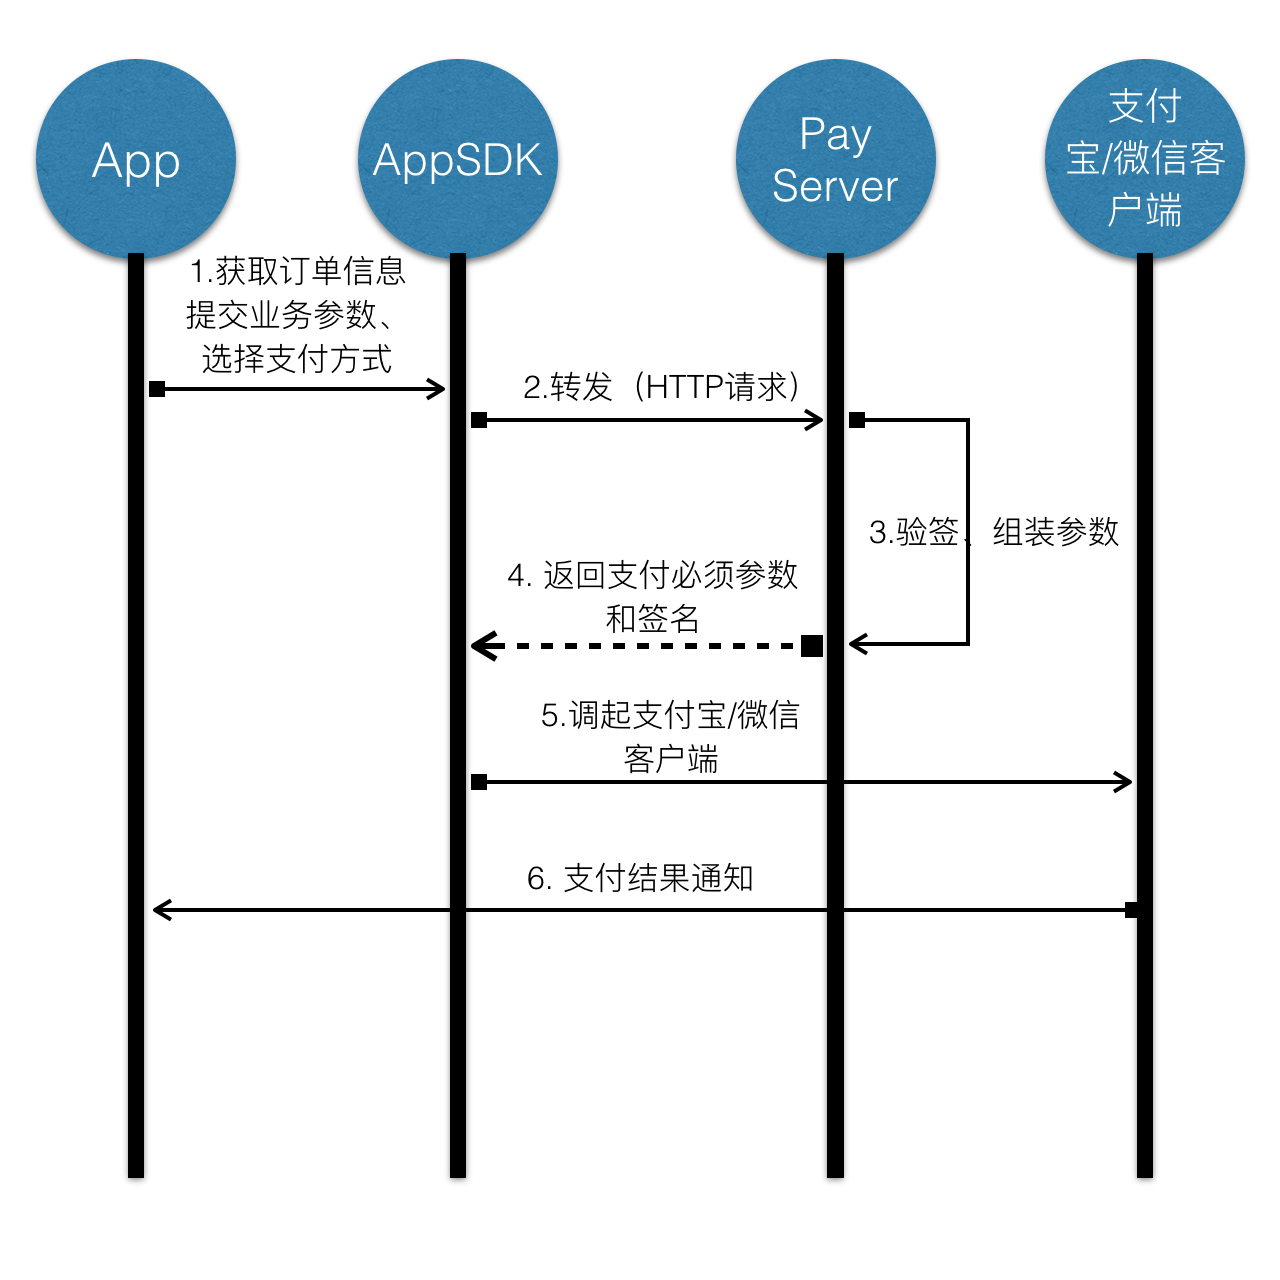 App
AppSDK
Pay
Server
支付
宝/微信客
户端
1.获取订单信息
提交业务参数、
选择支付方式
2.转发（HTTP请求）
3.验签、组装参数
4. 返回支付必须参数
和签名
5.调起支付宝/微信
客户端
6. 支付结果通知